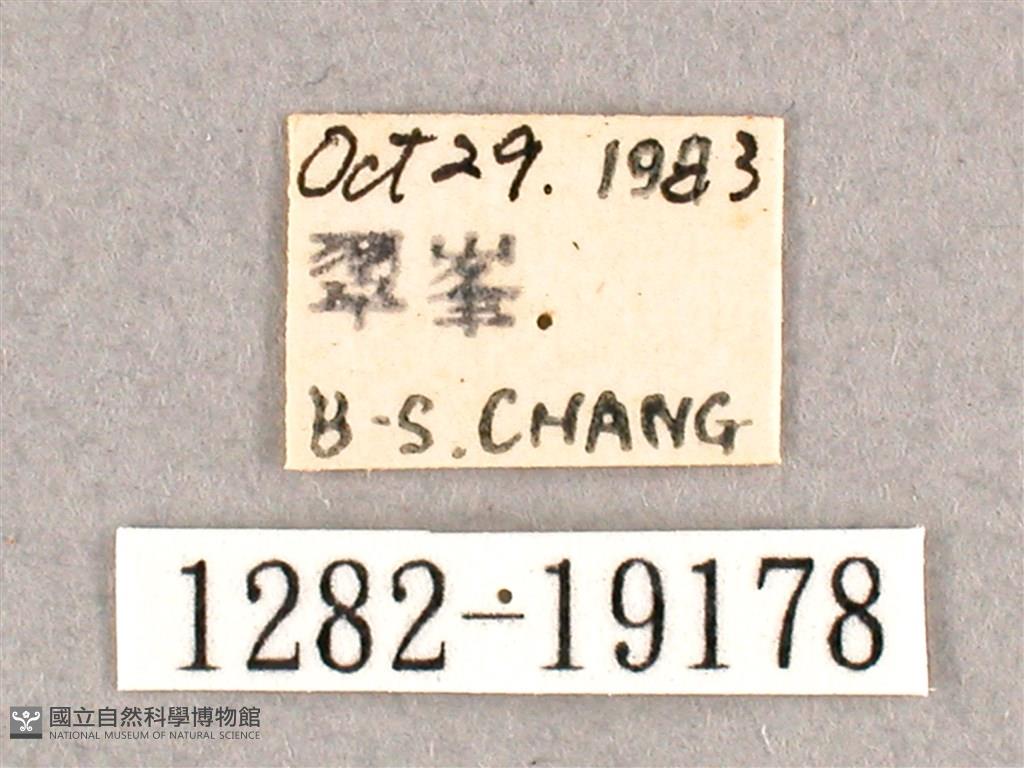 Oct 29. 1983
翠峯.
B-S. CHANG
1282-19178
國立自然科學博物館
NATIONAL MUSEUM OF NATURAL SCIENCE